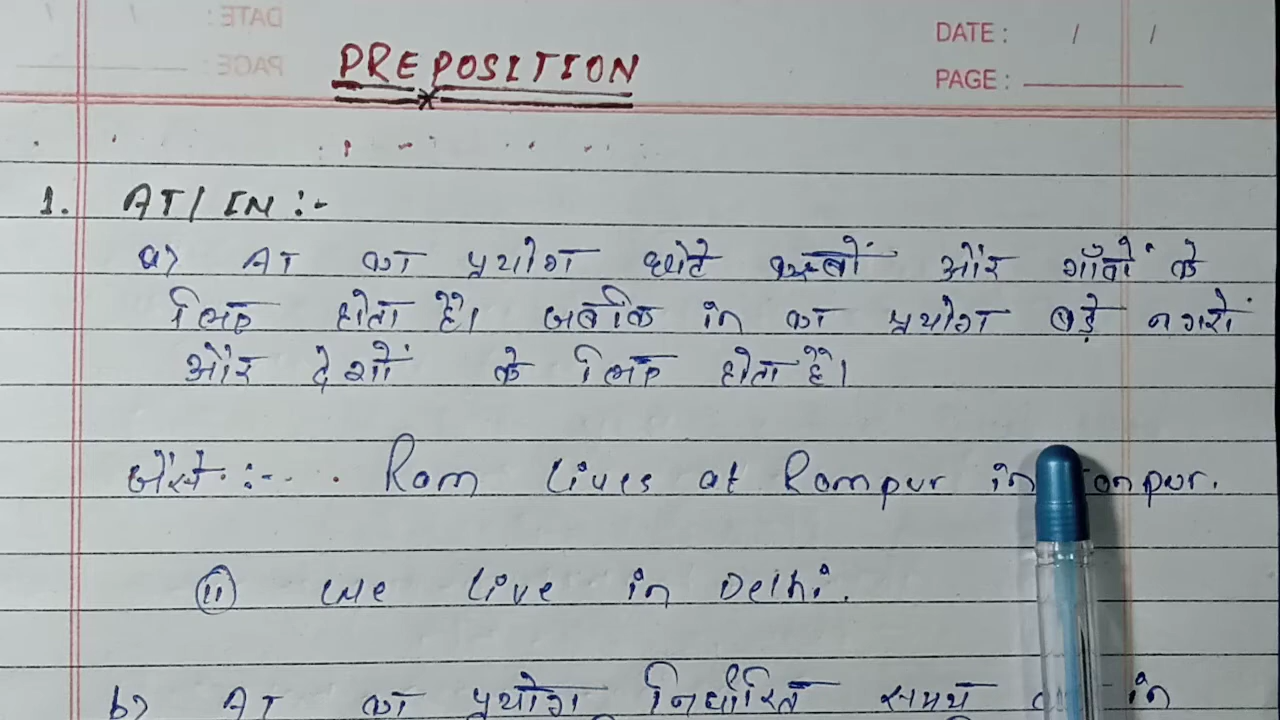 DATE : / /
PAGE :
PREPOSITION
1. AT/IN :-
a) AT का प्रयोग छोटे कस्बों और गाँवों के
लिए होता है। जबकि in का प्रयोग बड़े नगरों
और देशों के लिए होता है।
जैसे :- Ram lives at Rampur in
(ii) We live in Delhi.
b) AT का प्रयोग निर्धारित समय in